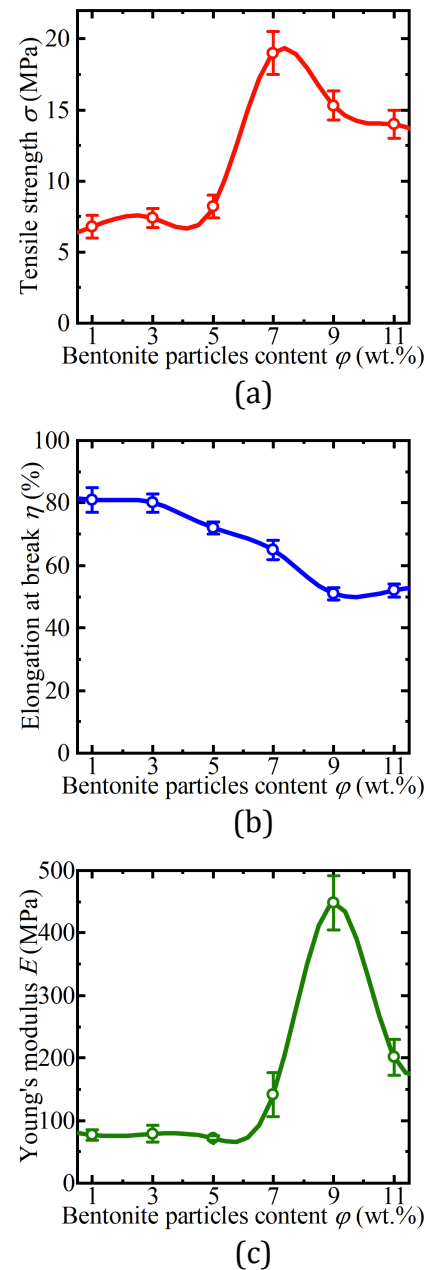 20
15
10
5
0
Tensile strength σ (MPa)
1 3 5 7 9 11
Bentonite particles content φ (wt.%)
(a)
100
80
60
40
20
0
Elongation at break η (%)
1 3 5 7 9 11
Bentonite particles content φ (wt.%)
(b)
500
400
300
200
100
0
Young's modulus E (MPa)
1 3 5 7 9 11
Bentonite particles content φ (wt.%)
(c)